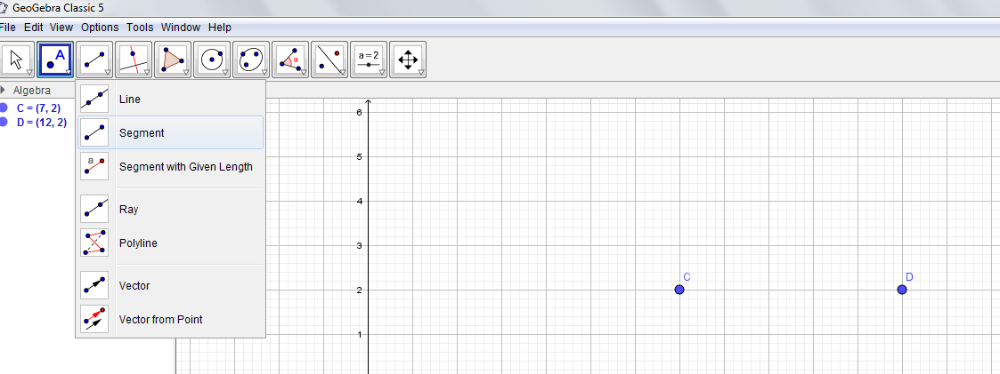 GeoGebra Classic 5
File Edit View Options Tools Window Help
A
α
a=2
Algebra
C = (7, 2)
D = (12, 2)
Line
Segment
a
Segment with Given Length
Ray
Polyline
Vector
Vector from Point
6
5
4
3
2
1
C
D